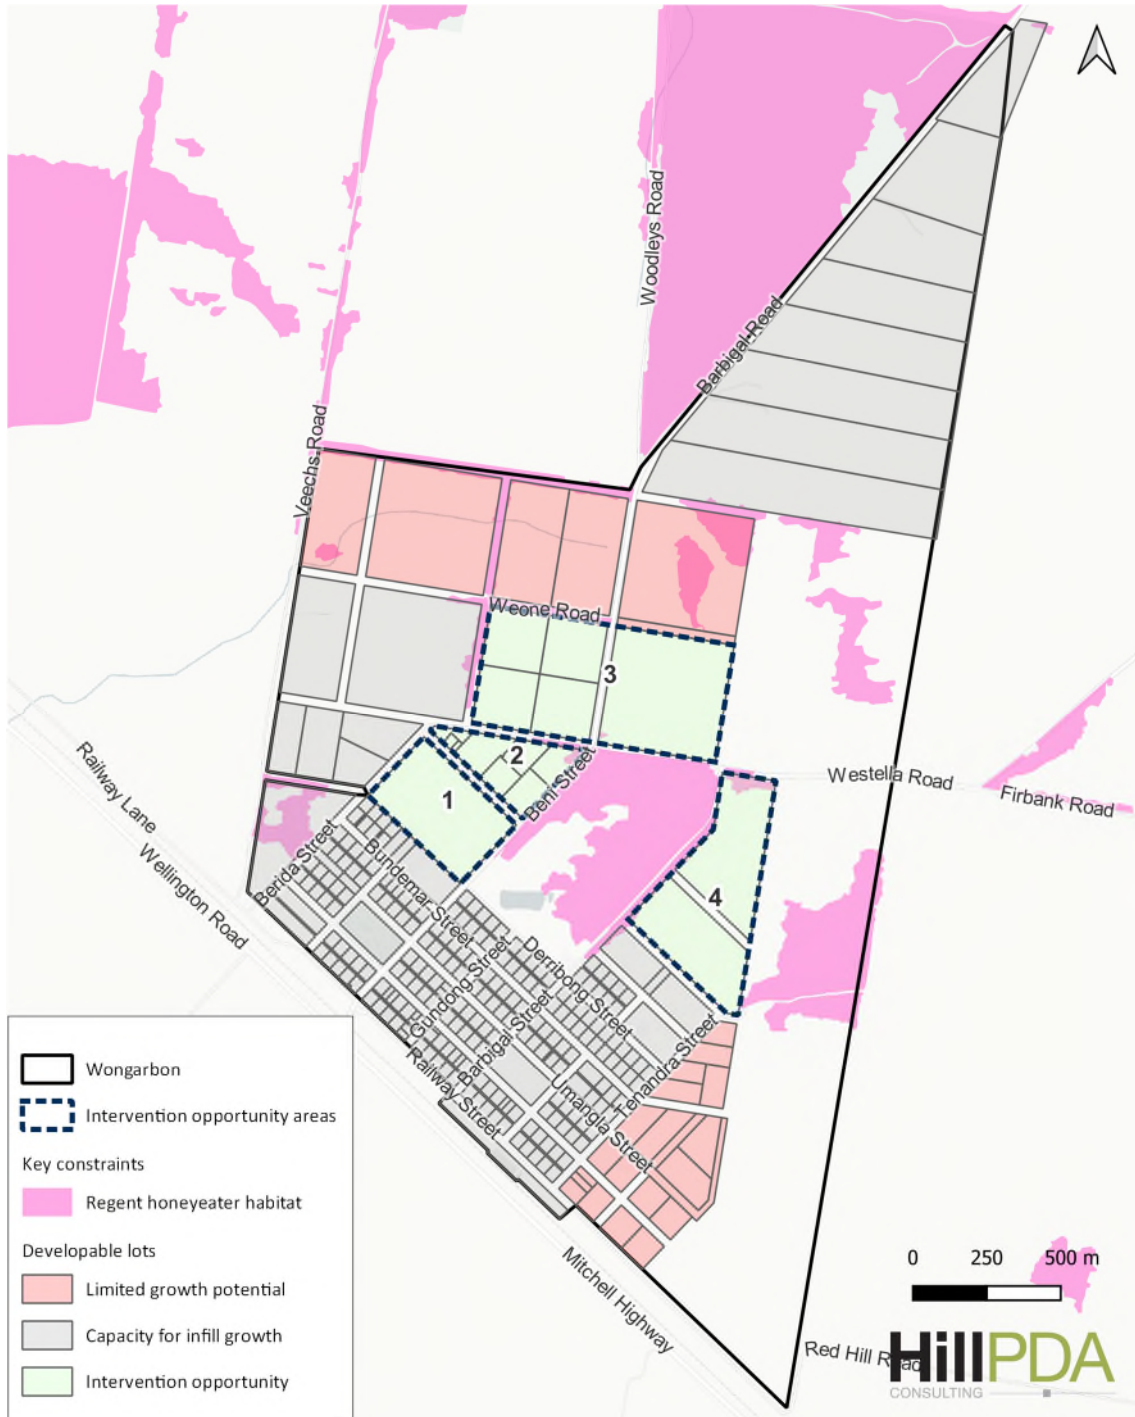 Woodleys Road
Barbigal Road
Veechs Road
Weone Road
3
2
1
Beni Street
Westella Road
Firbank Road
4
Railway Lane
Wellington Road
Berida Street
Bundemar Street
Gundong Street
Derribong Street
Barbigal Street
Railway Street
Tenandra Street
Umangla Street
Mitchell Highway
Red Hill Road
Wongarbon
Intervention opportunity areas
Key constraints
Regent honeyeater habitat
Developable lots
Limited growth potential
Capacity for infill growth
Intervention opportunity
0 250 500 m
HillPDA
CONSULTING